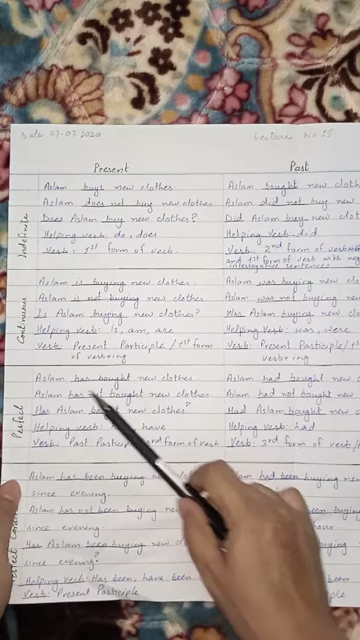 Date 07-07-2020
Lecture No 25
Present
Past
Indefinite
Aslam buys new clothes.
Aslam does not buy new clothes
Does Aslam buy new clothes?
Helping verb do, does
Verb: 1st form of verb.
Aslam bought new cloth
Aslam did not buy new
Did Aslam buy new clot
Helping verb did
Verb: 2nd form of verb
and 1st form of verb with neg
interrogative sentences
Continuous
Aslam is buying new clothes.
Aslam is not buying new clothes.
Is Aslam buying new clothes?
Helping verb: is, am, are
Verb: Present Participle / 1st form
of verb+ing
Aslam was buying new clo
Aslam was not buying new
Was Aslam buying new clo
Helping verb: was, were
Verb: Present Participle / 1st
verb+ing
Perfect
Aslam has bought new clothes
Aslam has not bought new clothes
Has Aslam bought new clothes?
Helping verb: have
Verb: Past Participle 3rd form of verb
Aslam had bought new
Aslam had not bought new
Had Aslam bought new
Helping verb had
Verb: 3rd form of verb /
Perfect
Aslam has been buying new
since evening.
Aslam has not been buying new
since evening.
Has Aslam been buying new cl
since evening?
Helping verb: Has been, have been
Verb: Present Participle
Aslam had been buying